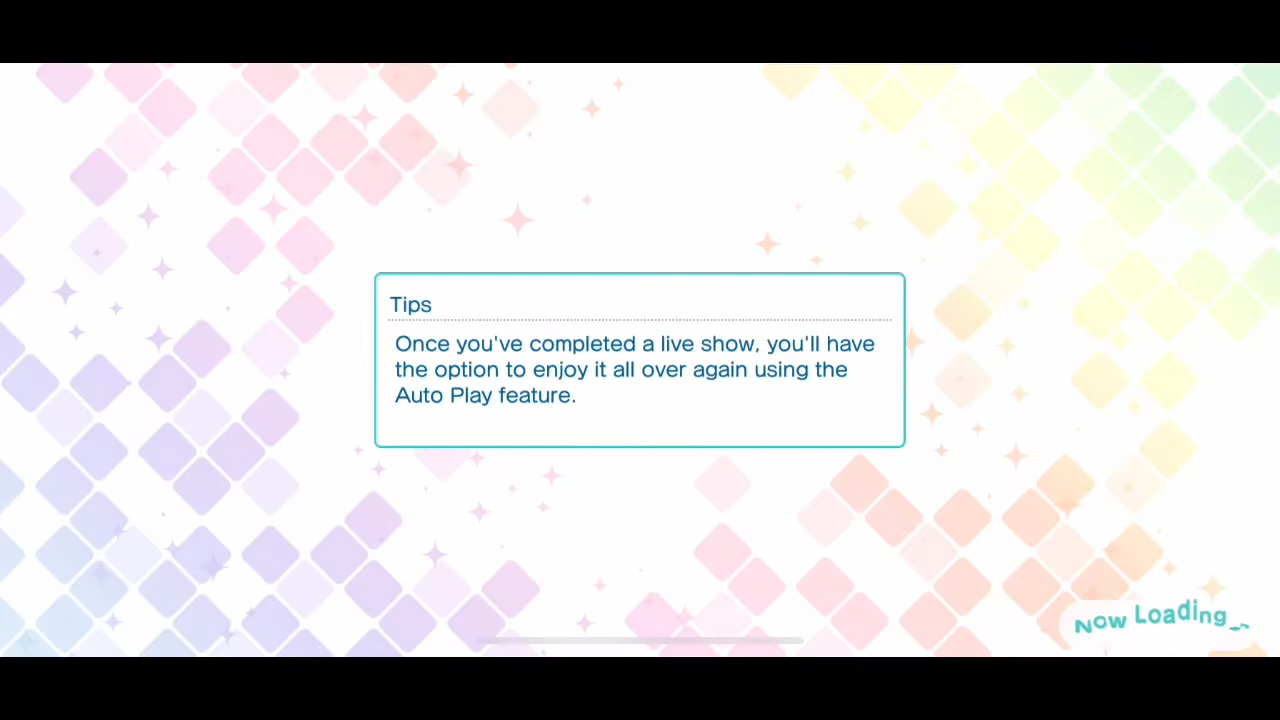 Tips
Once you've completed a live show, you'll have
the option to enjoy it all over again using the
Auto Play feature.
Now Loading